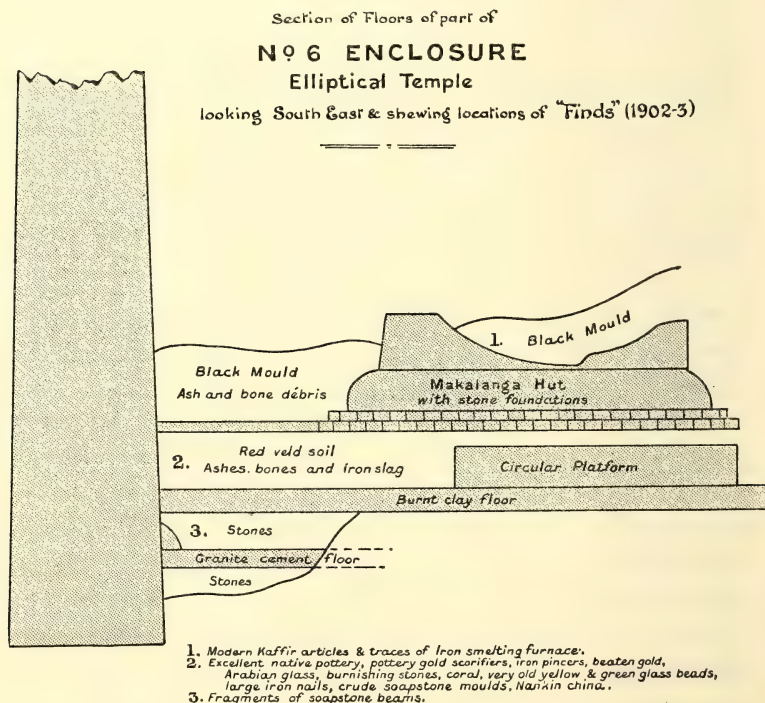 Section of Floors of part of
Nº 6 ENCLOSURE
Elliptical Temple
looking South East & shewing locations of "Finds" (1902-3)
1. Black Mould
Black Mould
Ash and bone débris
Makalanga Hut
with stone foundations
2. Red veld soil
Ashes. bones and iron slag
Circular Platform
Burnt clay floor
3. Stones
Granite cement floor
Stones
1. Modern Kaffir articles & traces of Iron smelting furnace.
2. Excellent native pottery, pottery gold scorifiers, iron pincers, beaten gold,
Arabian glass, burnishing stones, coral, very old yellow & green glass beads,
large iron nails, crude soapstone moulds, Nankin china.
3. Fragments of soapstone beams.